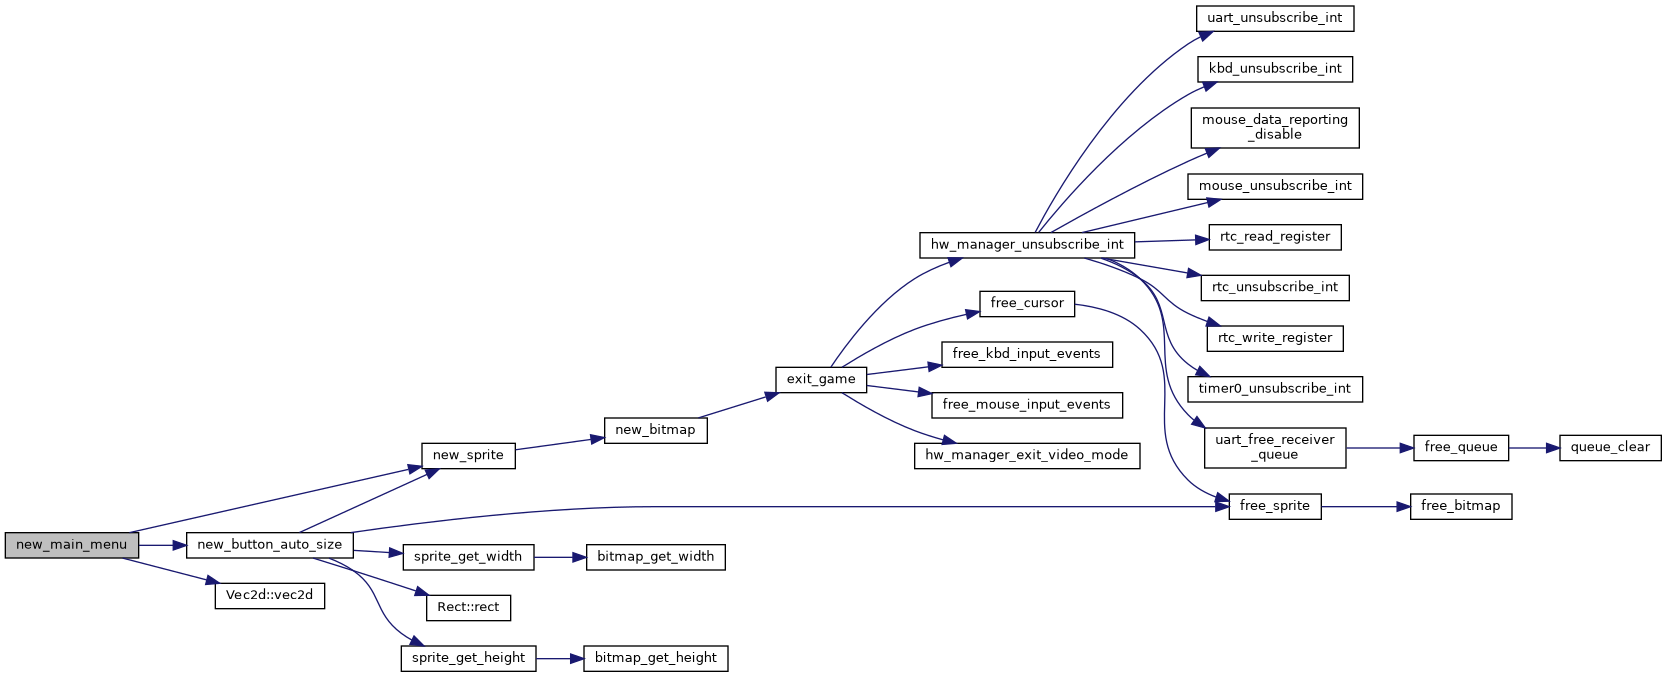 uart_unsubscribe_int
kbd_unsubscribe_int
mouse_data_reporting
_disable
mouse_unsubscribe_int
hw_manager_unsubscribe_int
rtc_read_register
rtc_unsubscribe_int
free_cursor
rtc_write_register
free_kbd_input_events
exit_game
timer0_unsubscribe_int
free_mouse_input_events
new_bitmap
uart_free_receiver
_queue
free_queue
queue_clear
new_sprite
hw_manager_exit_video_mode
free_sprite
free_bitmap
new_main_menu
new_button_auto_size
sprite_get_width
bitmap_get_width
Vec2d::vec2d
Rect::rect
sprite_get_height
bitmap_get_height